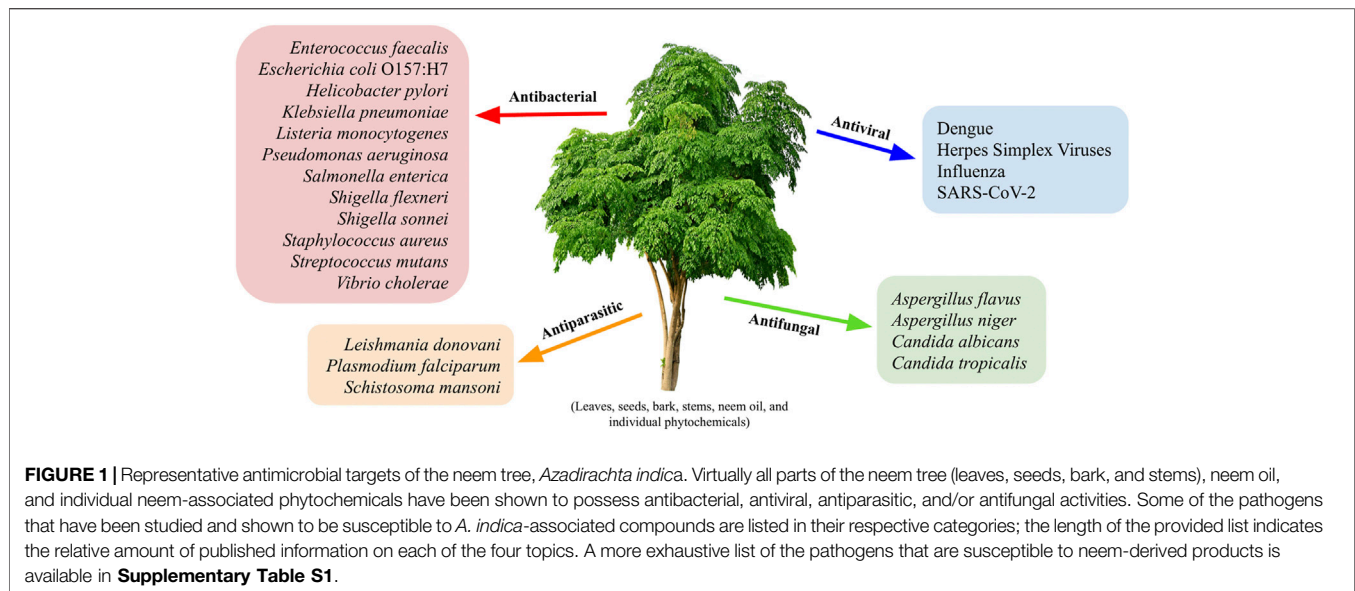 Enterococcus faecalis
Escherichia coli O157:H7
Helicobacter pylori
Klebsiella pneumoniae
Listeria monocytogenes
Pseudomonas aeruginosa
Salmonella enterica
Shigella flexneri
Shigella sonnei
Staphylococcus aureus
Streptococcus mutans
Vibrio cholerae
Antibacterial
Antiviral
Dengue
Herpes Simplex Viruses
Influenza
SARS-CoV-2
Antiparasitic
Leishmania donovani
Plasmodium falciparum
Schistosoma mansoni
Antifungal
Aspergillus flavus
Aspergillus niger
Candida albicans
Candida tropicalis
(Leaves, seeds, bark, stems, neem oil, and
individual phytochemicals)
FIGURE 1 | Representative antimicrobial targets of the neem tree, Azadirachta indica. Virtually all parts of the neem tree (leaves, seeds, bark, and stems), neem oil,
and individual neem-associated phytochemicals have been shown to possess antibacterial, antiviral, antiparasitic, and/or antifungal activities. Some of the pathogens
that have been studied and shown to be susceptible to A. indica-associated compounds are listed in their respective categories; the length of the provided list indicates
the relative amount of published information on each of the four topics. A more exhaustive list of the pathogens that are susceptible to neem-derived products is
available in Supplementary Table S1.